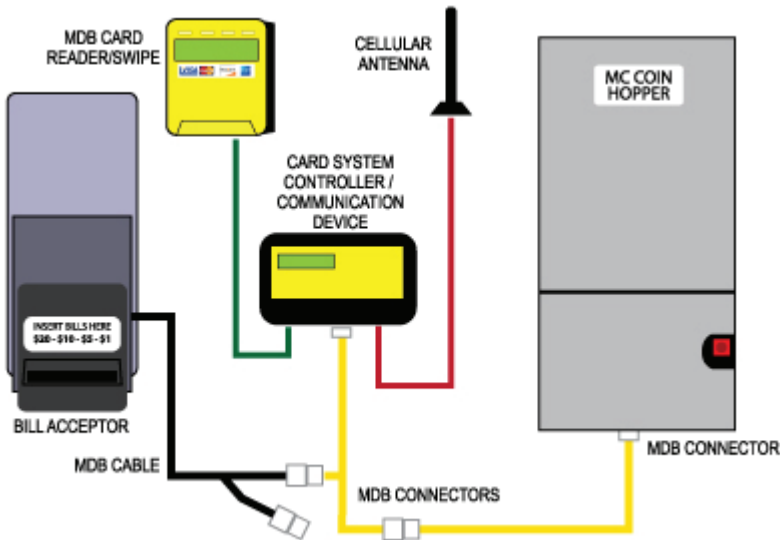 MDB CARD
READER/SWIPE
VISA
CELLULAR
ANTENNA
MC COIN
HOPPER
CARD SYSTEM
CONTROLLER /
COMMUNICATION
DEVICE
INSERT BILLS HERE
$20 - $10 - $5 - $1
BILL ACCEPTOR
MDB CABLE
MDB CONNECTORS
MDB CONNECTOR